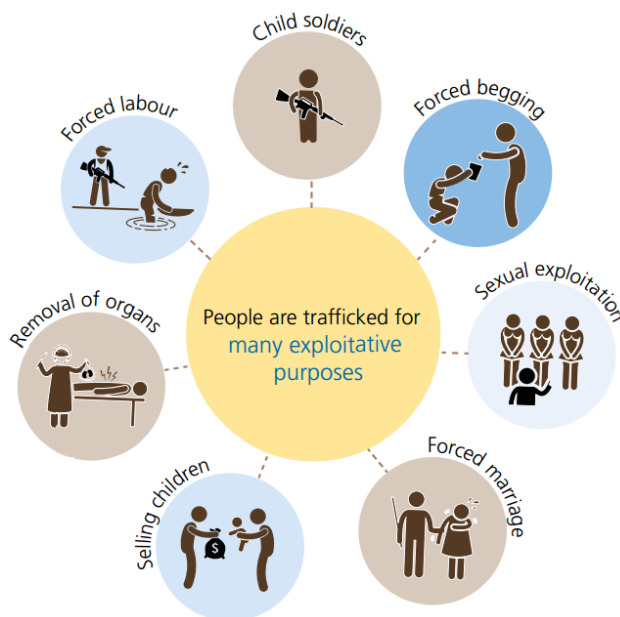 Child soldiers
Forced begging
Sexual exploitation
Forced marriage
Selling children
Removal of organs
Forced labour
People are trafficked for
many exploitative
purposes
$